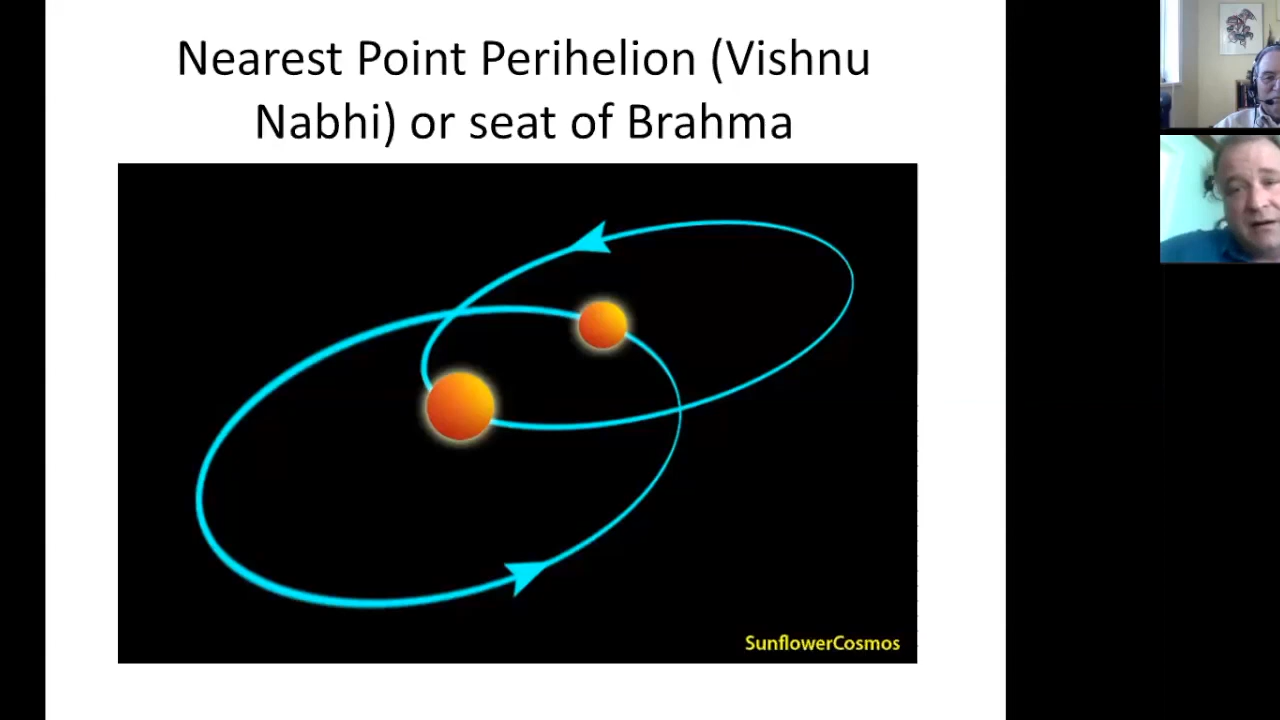 Nearest Point Perihelion (Vishnu
Nabhi) or seat of Brahma
SunflowerCosmos